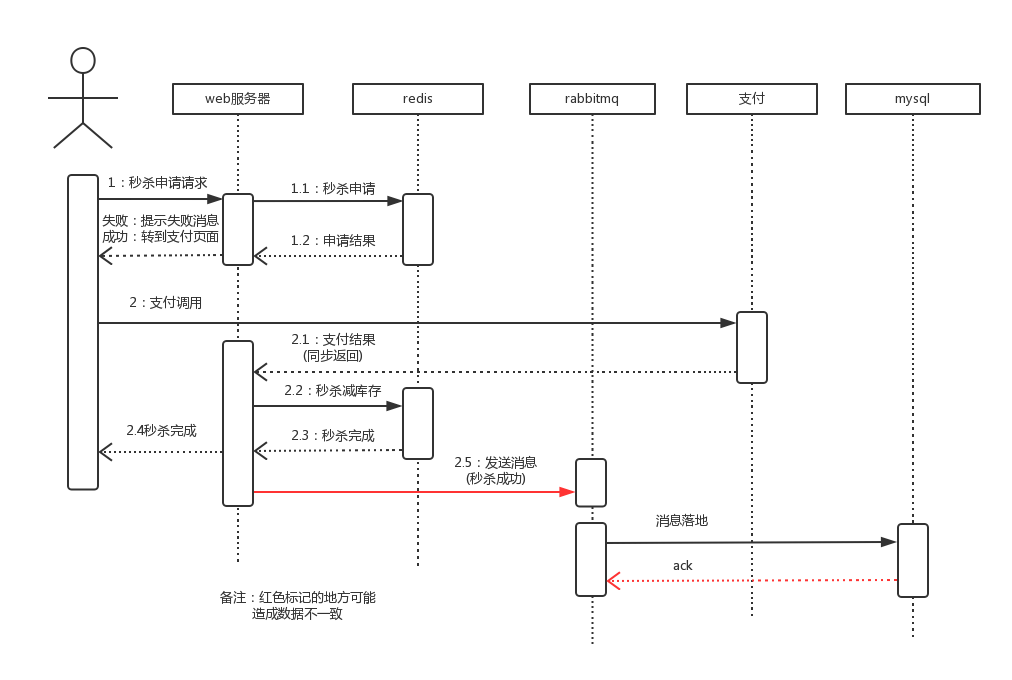 web服务器
redis
rabbitmq
支付
mysql
1：秒杀申请请求
1.1：秒杀申请
失败：提示失败消息
成功：转到支付页面
1.2：申请结果
2：支付调用
2.1：支付结果
(同步返回)
2.2：秒杀减库存
2.4秒杀完成
2.3：秒杀完成
2.5：发送消息
(秒杀成功)
消息落地
ack
备注：红色标记的地方可能
造成数据不一致